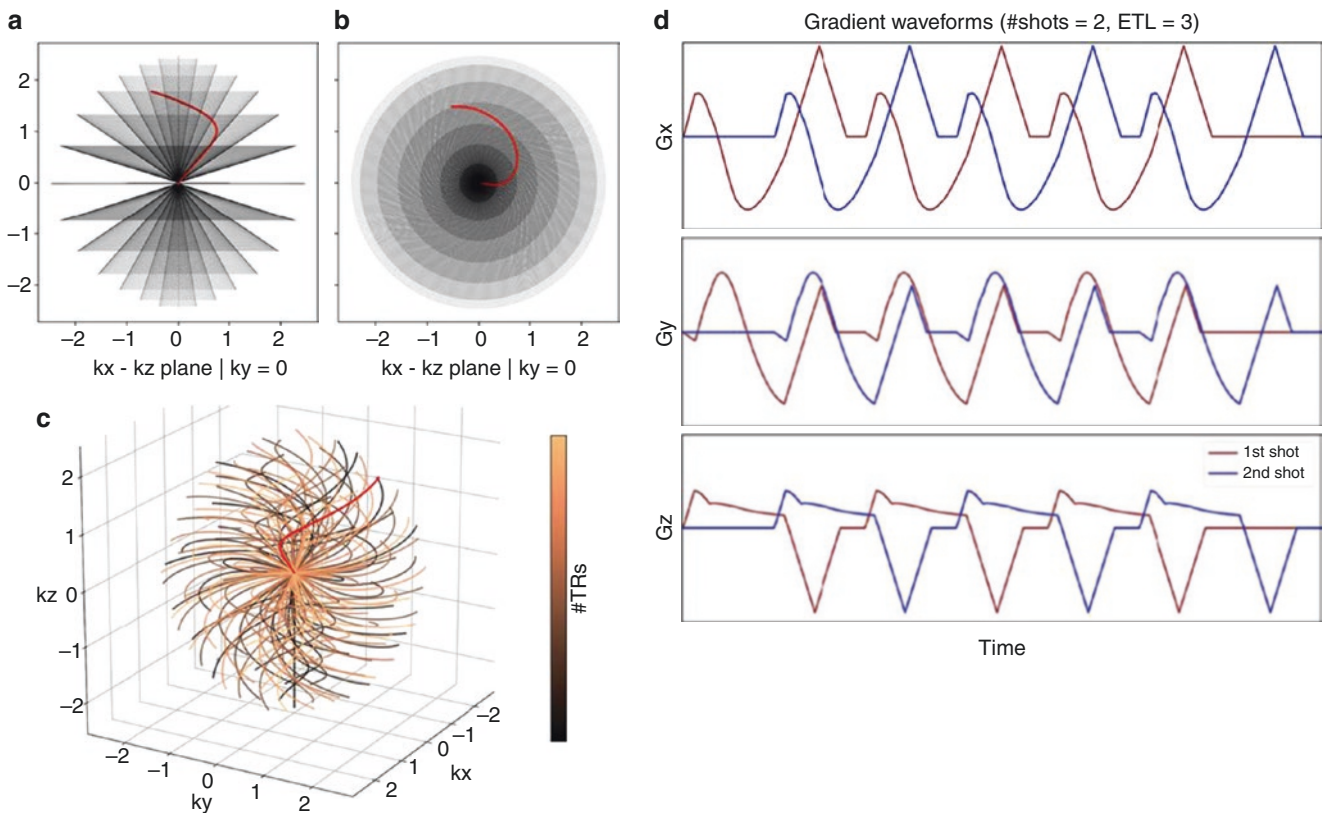 a
2
1
0
−1
−2
−2 −1 0 1 2
kx - kz plane | ky = 0
b
−2 −1 0 1 2
kx - kz plane | ky = 0
c
2
1
kz 0
−1
−2
−2
−1
0
1
2
ky
−2
−1
0
1
2
kx
#TRs
d
Gradient waveforms (#shots = 2, ETL = 3)
Gx
Gy
Gz
1st shot
2nd shot
Time